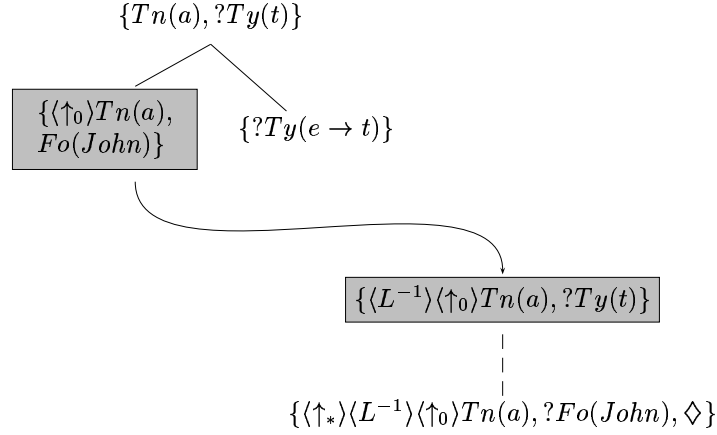 {Tn(a), ?Ty(t)}
{⟨↑₀⟩Tn(a),
Fo(John)}
{?Ty(e → t)}
{⟨L⁻¹⟩⟨↑₀⟩Tn(a), ?Ty(t)}
{⟨↑∗⟩⟨L⁻¹⟩⟨↑₀⟩Tn(a), ?Fo(John), ♢}